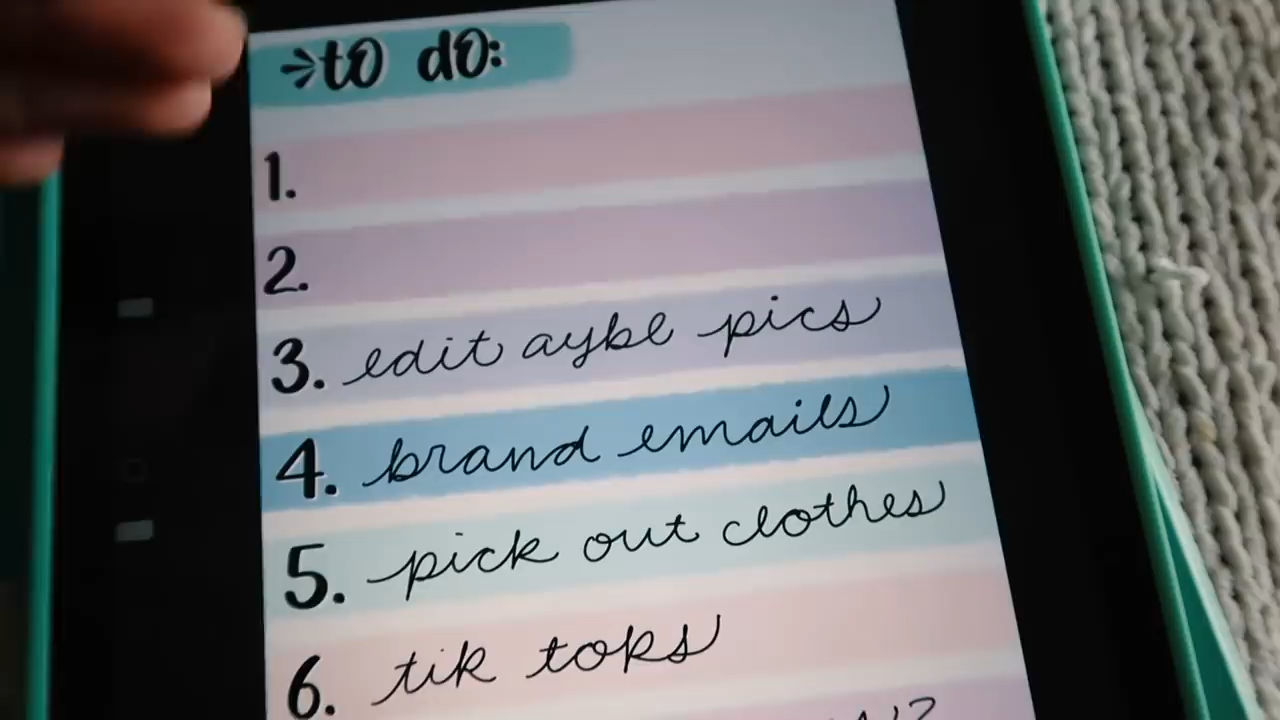 to do:
1.
2.
3. edit aybl pics
4. brand emails
5. pick out clothes
6. tik toks